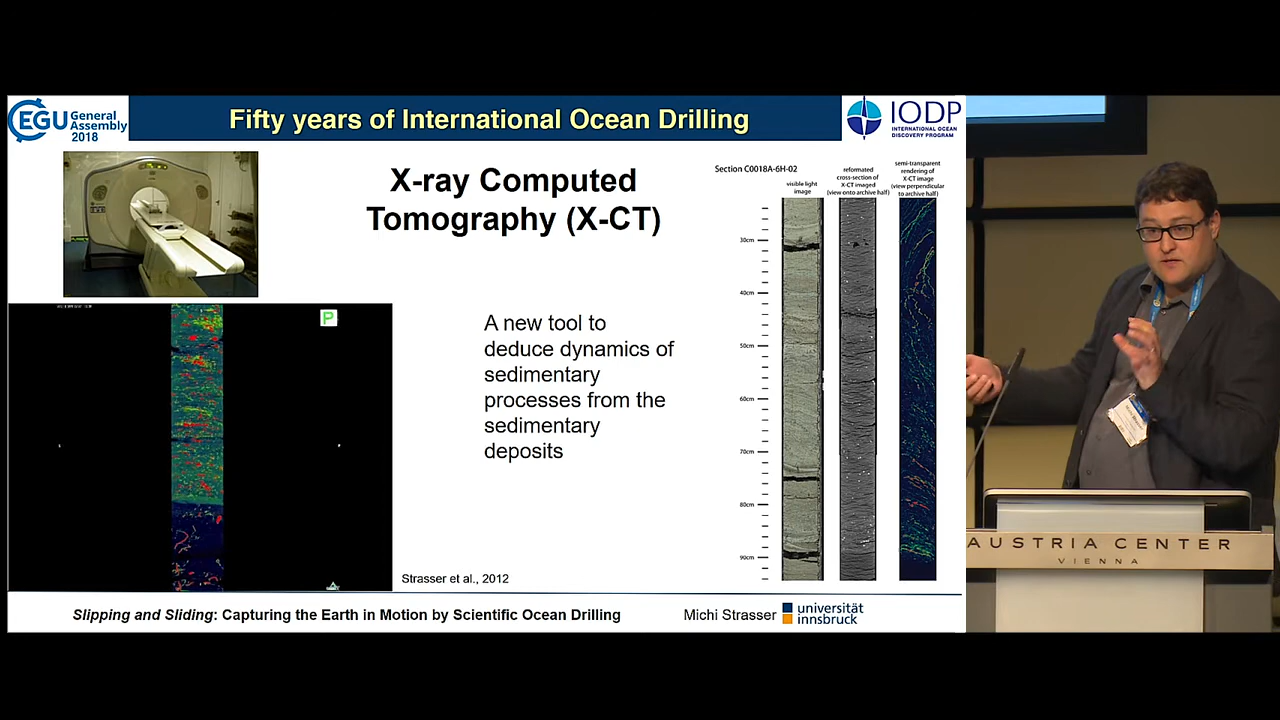 EGU General Assembly 2018
Fifty years of International Ocean Drilling
IODP
INTERNATIONAL OCEAN
DISCOVERY PROGRAM
X-ray Computed
Tomography (X-CT)
A new tool to
deduce dynamics of
sedimentary
processes from the
sedimentary
deposits
P
Section C0018A-6H-02
visible light
image
reformated
cross-section of
X-CT imaged
(view onto archive half)
semi-transparent
rendering of
X-CT image
(view perpendicular
to archive half)
30cm
40cm
50cm
60cm
70cm
80cm
90cm
Strasser et al., 2012
Slipping and Sliding: Capturing the Earth in Motion by Scientific Ocean Drilling
Michi Strasser
universität
innsbruck
AUSTRIA CENTER
VIENNA